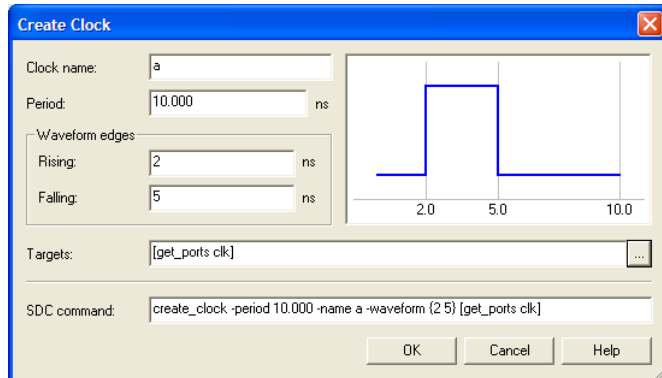 Create Clock
Clock name: a
Period: 10.000 ns
Waveform edges
Rising: 2 ns
Falling: 5 ns
2.0 5.0 10.0
Targets: [get_ports clk] ...
SDC command: create_clock -period 10.000 -name a -waveform {2 5} [get_ports clk]
OK Cancel Help